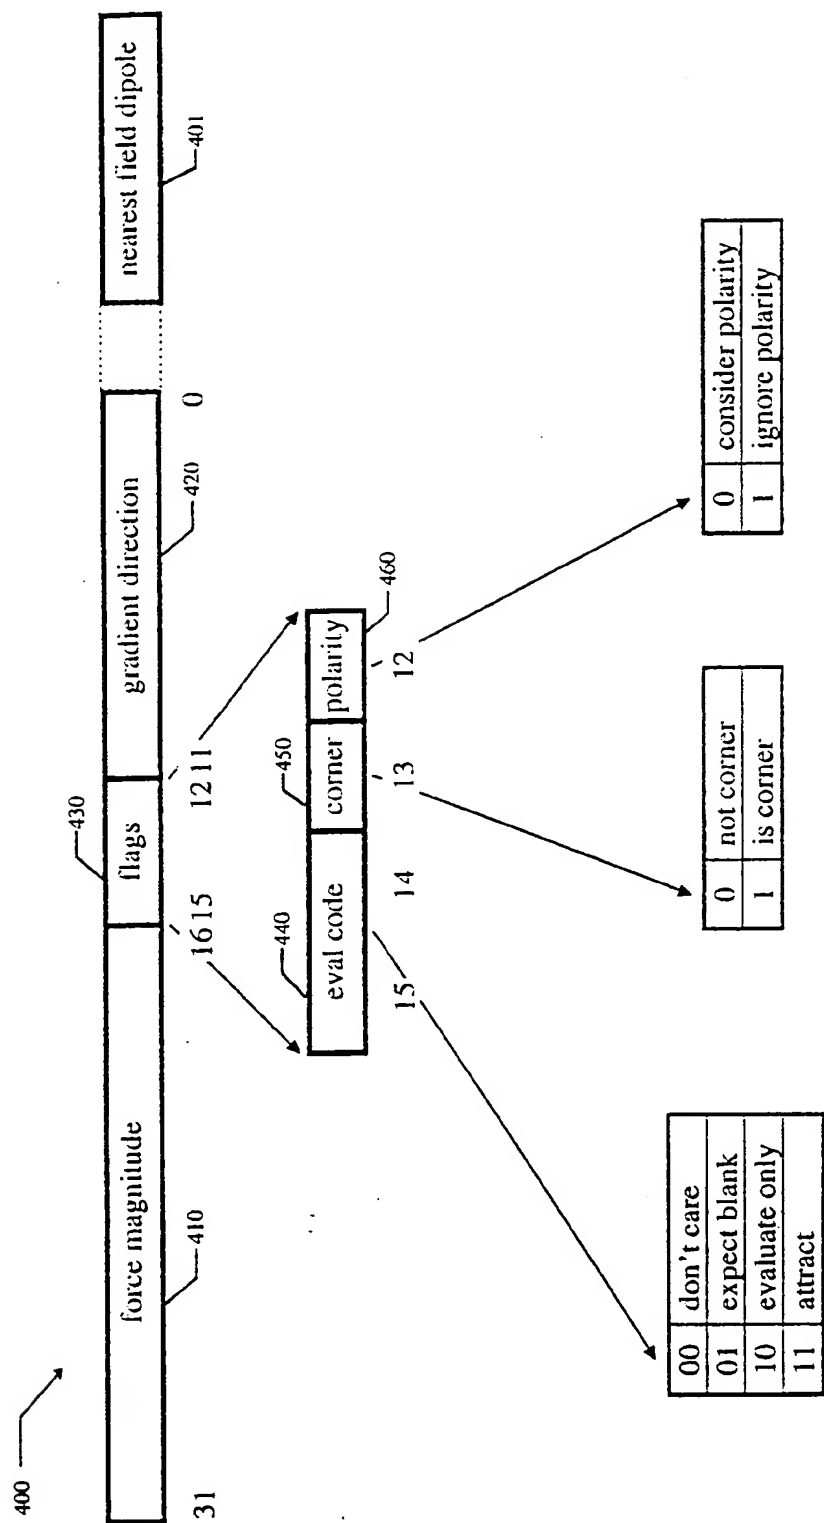 400
force magnitude
flags
gradient direction
nearest field dipole
430
410
420
401
31
16 15
12 11
0
440
450
460
eval code
corner
polarity
15
14
13
12
00 don't care
01 expect blank
10 evaluate only
11 attract
0 not corner
1 is corner
0 consider polarity
1 ignore polarity